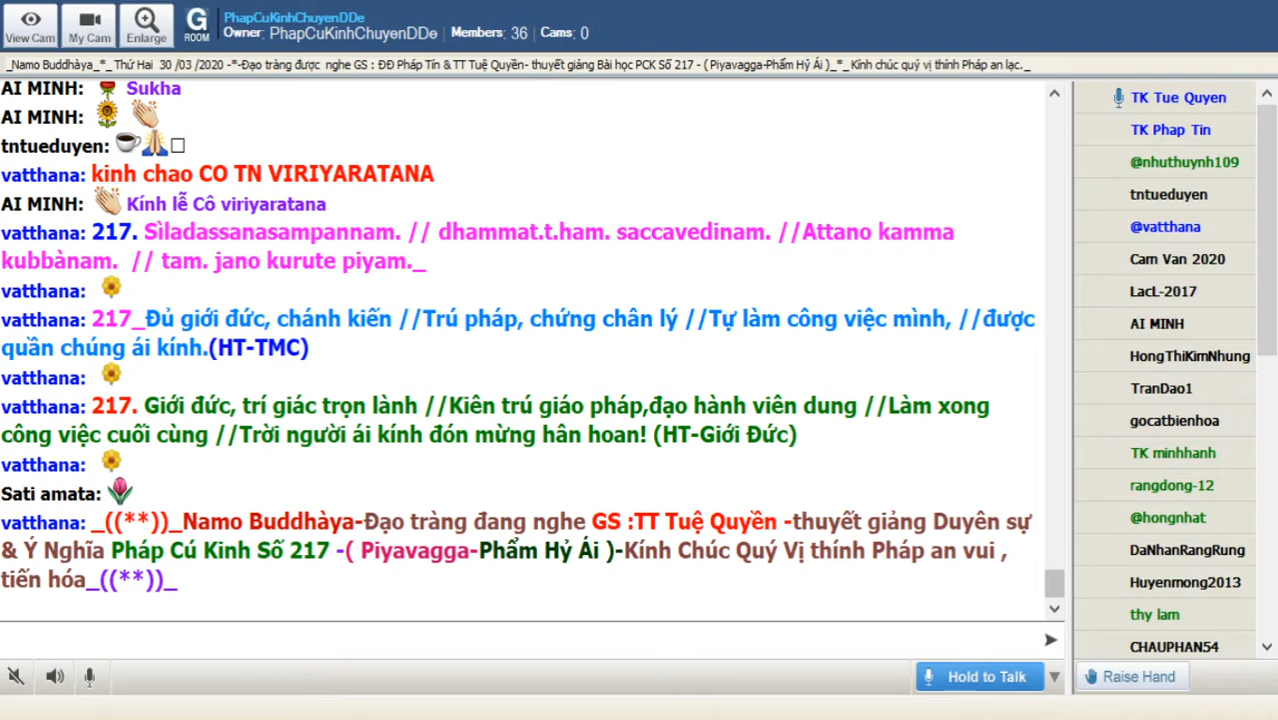 View Cam
My Cam
Enlarge
G
ROOM
PhapCuKinhChuyenDDe
Owner: PhapCuKinhChuyenDDe Members: 36 Cams: 0
_Namo Buddhàya_*_ Thứ Hai 30 /03 /2020 -*-Đạo tràng được nghe GS : ĐĐ Pháp Tín & TT Tuệ Quyền- thuyết giảng Bài học PCK Số 217 - ( Piyavagga-Phẩm Hỷ Ái )_*_Kính chúc quý vị thính Pháp an lạc._
AI MINH: Sukha
AI MINH:
tntueduyen:
vatthana: kinh chao CO TN VIRIYARATANA
AI MINH: Kính lễ Cô viriyaratana
vatthana: 217. Sìladassanasampannam. // dhammat.t.ham. saccavedinam. //Attano kamma
kubbànam. // tam. jano kurute piyam._
vatthana:
vatthana: 217_Đủ giới đức, chánh kiến //Trú pháp, chứng chân lý //Tự làm công việc mình, //được
quần chúng ái kính.(HT-TMC)
vatthana:
vatthana: 217. Giới đức, trí giác trọn lành //Kiên trú giáo pháp,đạo hành viên dung //Làm xong
công việc cuối cùng //Trời người ái kính đón mừng hân hoan! (HT-Giới Đức)
vatthana:
Sati amata:
vatthana: _((**))_Namo Buddhàya-Đạo tràng đang nghe GS :TT Tuệ Quyền -thuyết giảng Duyên sự
& Ý Nghĩa Pháp Cú Kinh Số 217 -( Piyavagga-Phẩm Hỷ Ái )-Kính Chúc Quý Vị thính Pháp an vui ,
tiến hóa_((**))_
TK Tue Quyen
TK Phap Tin
@nhuthuynh109
tntueduyen
@vatthana
Cam Van 2020
LacL-2017
AI MINH
HongThiKimNhung
TranDao1
gocatbienhoa
TK minhhanh
rangdong-12
@hongnhat
DaNhanRangRung
Huyenmong2013
thy lam
CHAUPHAN54
Hold to Talk
Raise Hand